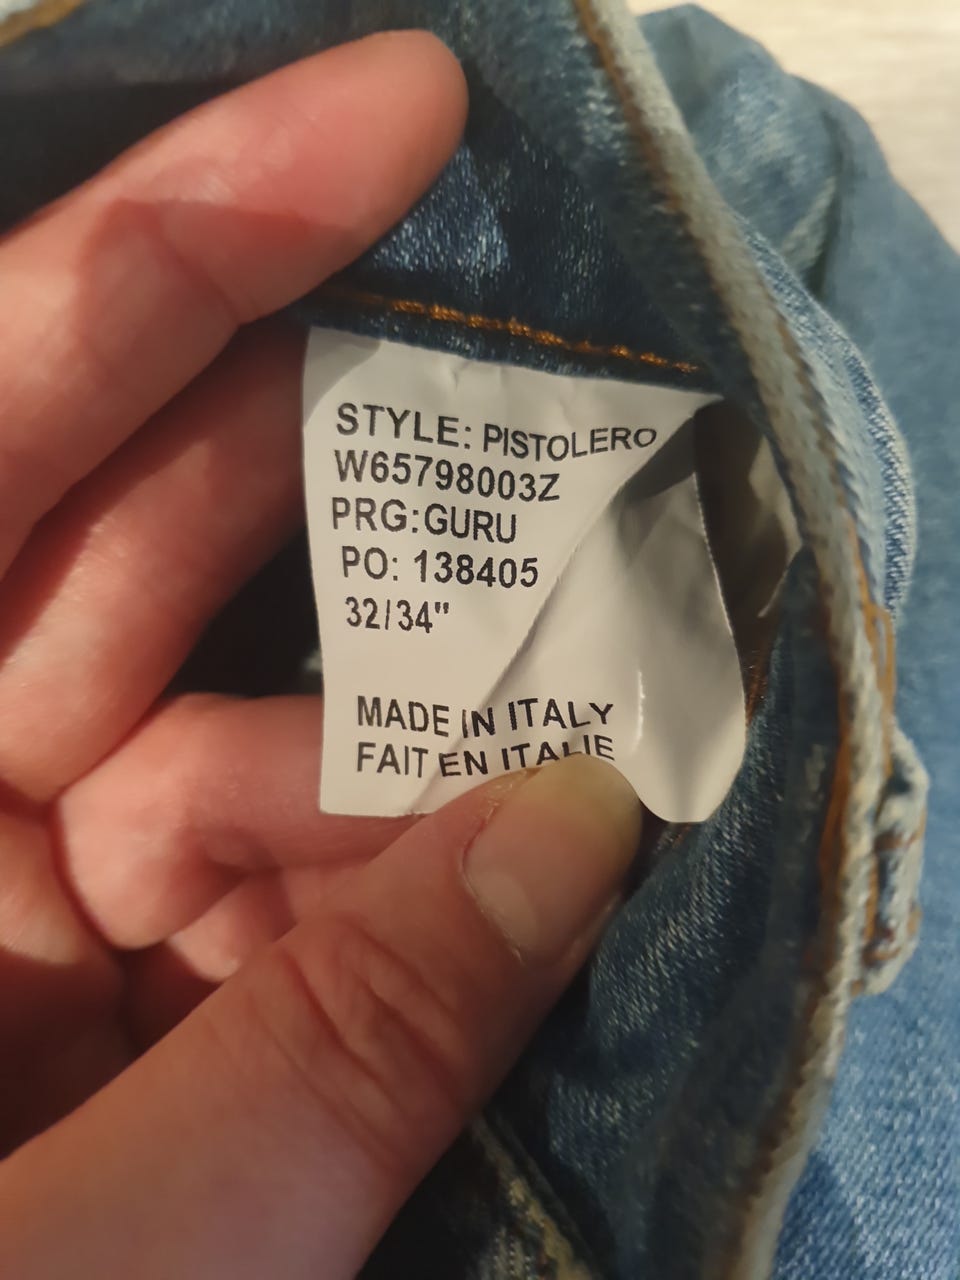 STYLE: PISTOLERO
W65798003Z
PRG:GURU
PO: 138405
32/34"
MADE IN ITALY
FAIT EN ITALIE